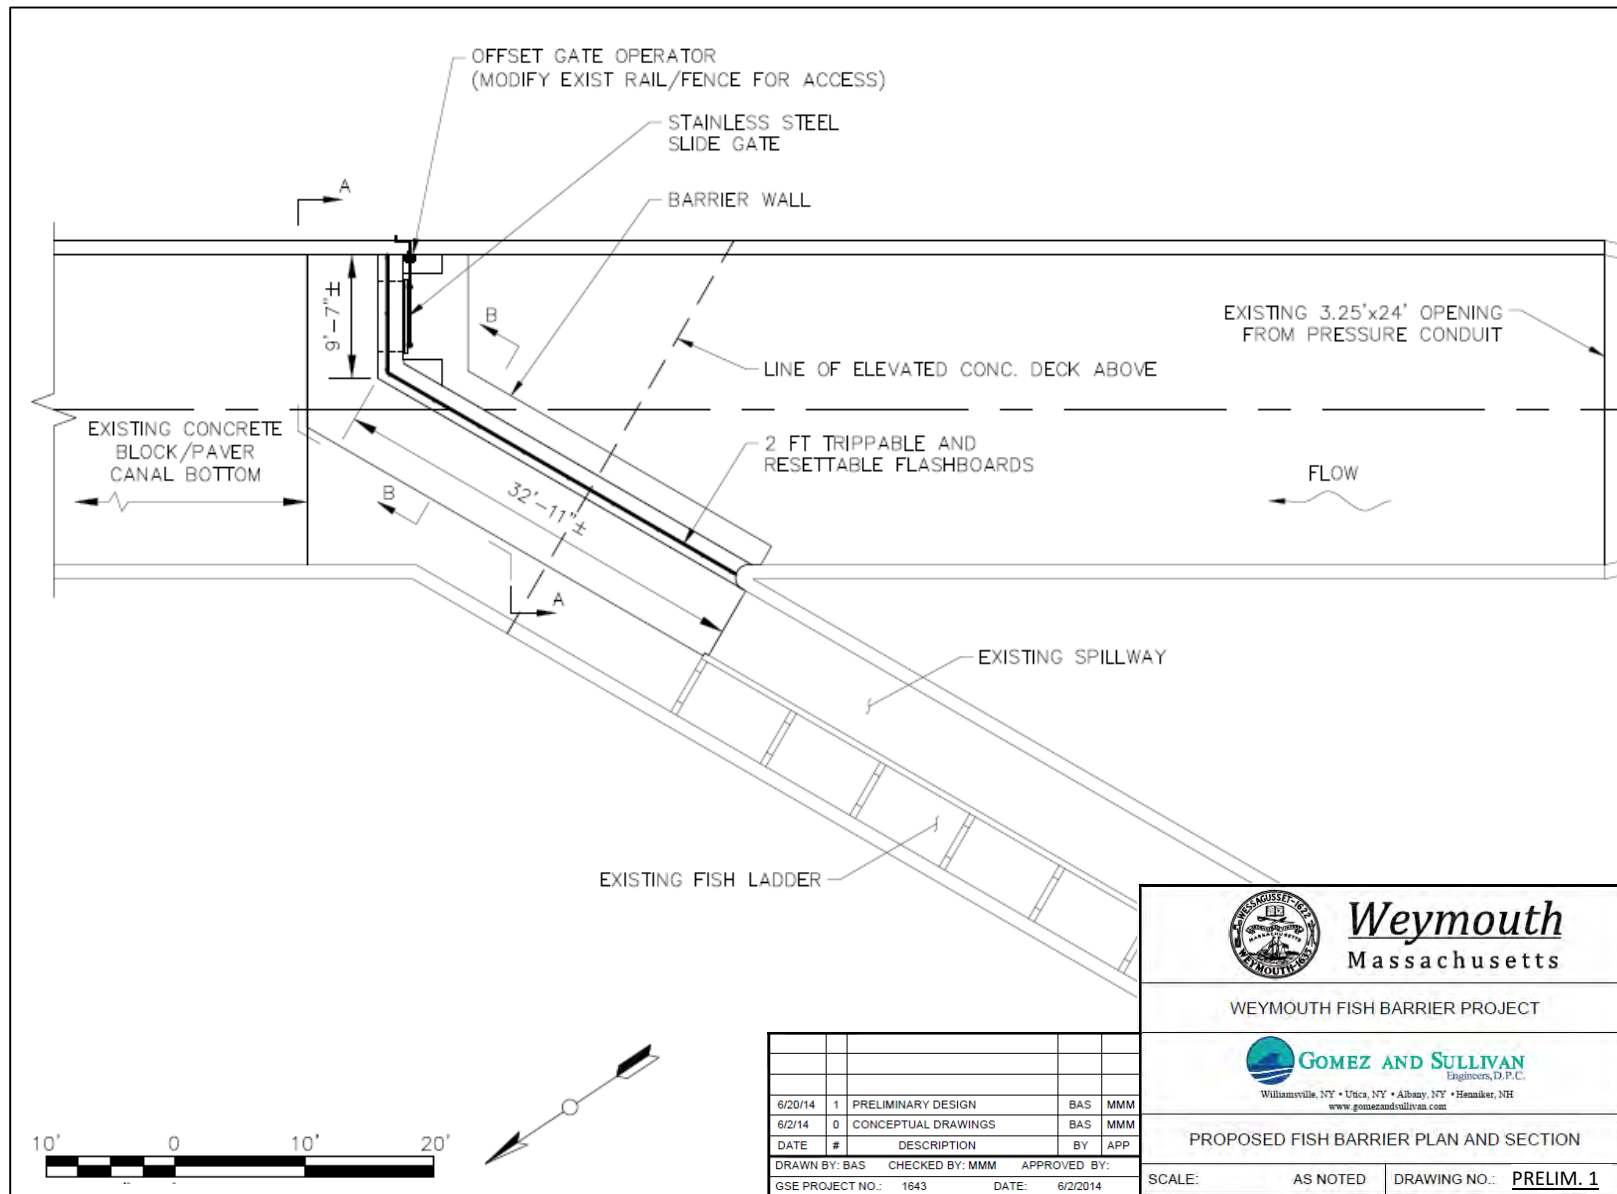 OFFSET GATE OPERATOR
(MODIFY EXIST RAIL/FENCE FOR ACCESS)
STAINLESS STEEL
SLIDE GATE
A
BARRIER WALL
9'-7"±
B
EXISTING 3.25'x24' OPENING
FROM PRESSURE CONDUIT
LINE OF ELEVATED CONC. DECK ABOVE
EXISTING CONCRETE
BLOCK/PAVER
CANAL BOTTOM
2 FT TRIPPABLE AND
RESETTABLE FLASHBOARDS
FLOW
B
32'-11"±
A
EXISTING SPILLWAY
EXISTING FISH LADDER
WESSAGUSSET-1622
WEYMOUTH-1635
MASSACHUSETTS
Weymouth
Massachusetts
WEYMOUTH FISH BARRIER PROJECT
GOMEZ AND SULLIVAN
Engineers, D.P.C.
Williamsville, NY • Utica, NY • Albany, NY • Henniker, NH
www.gomezandsullivan.com
PROPOSED FISH BARRIER PLAN AND SECTION
SCALE: AS NOTED DRAWING NO.: PRELIM. 1
6/20/14 1 PRELIMINARY DESIGN BAS MMM
6/2/14 0 CONCEPTUAL DRAWINGS BAS MMM
DATE # DESCRIPTION BY APP
DRAWN BY: BAS CHECKED BY: MMM APPROVED BY:
GSE PROJECT NO.: 1643 DATE: 6/2/2014
10' 0 10' 20'